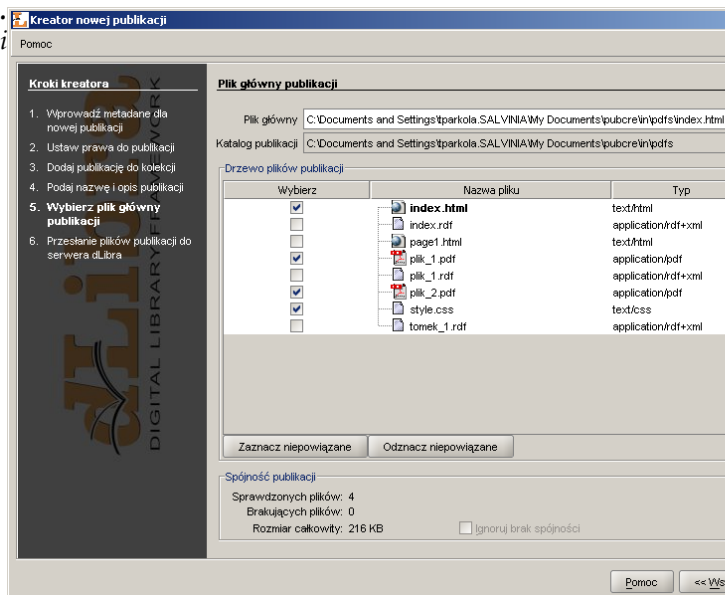 Kreator nowej publikacji
i
Pomoc
Kroki kreatora
1. Wprowadź metadane dla
nowej publikacji
2. Ustaw prawa do publikacji
3. Dodaj publikację do kolekcji
4. Podaj nazwę i opis publikacji
5. Wybierz plik główny
publikacji
6. Przesłanie plików publikacji do
serwera dLibra
dLibra
DIGITAL LIBRARY FRAMEWORK
Plik główny publikacji
Plik główny C:\Documents and Settings\tparkola.SALVINIA\My Documents\pubcre\in\pdfs\index.html
Katalog publikacji C:\Documents and Settings\tparkola.SALVINIA\My Documents\pubcre\in\pdfs
Drzewo plików publikacji
Wybierz Nazwa pliku Typ
index.html text/html
index.rdf application/rdf+xml
page1.html text/html
plik_1.pdf application/pdf
plik_1.rdf application/rdf+xml
plik_2.pdf application/pdf
style.css text/css
tomek_1.rdf application/rdf+xml
Zaznacz niepowiązane Odznacz niepowiązane
Spójność publikacji
Sprawdzonych plików: 4
Brakujących plików: 0
Rozmiar całkowity: 216 KB Ignoruj brak spójności
Pomoc << Ws